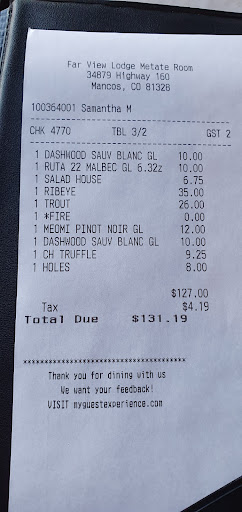 Far View Lodge Metate Room
34879 Highway 160
Mancos, CO 81328
100364001 Samantha M
CHK 4770 TBL 3/2 GST 2
1 DASHWOOD SAUV BLANC GL 10.00
1 RUTA 22 MALBEC GL 6.32z 10.00
1 SALAD HOUSE 6.75
1 RIBEYE 35.00
1 TROUT 26.00
1 *FIRE 0.00
1 MEOMI PINOT NOIR GL 12.00
1 DASHWOOD SAUV BLANC GL 10.00
1 CH TRUFFLE 9.25
1 HOLES 8.00
$127.00
Tax $4.19
Total Due $131.19
****************************************
Thank you for dining with us
We want your feedback!
VISIT myguestexperience.com